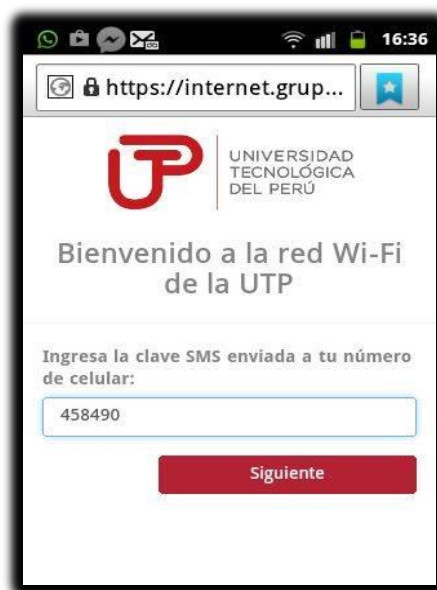 16:36
https://internet.grup...
UTP
UNIVERSIDAD
TECNOLÓGICA
DEL PERÚ
Bienvenido a la red Wi-Fi
de la UTP
Ingresa la clave SMS enviada a tu número
de celular:
458490
Siguiente